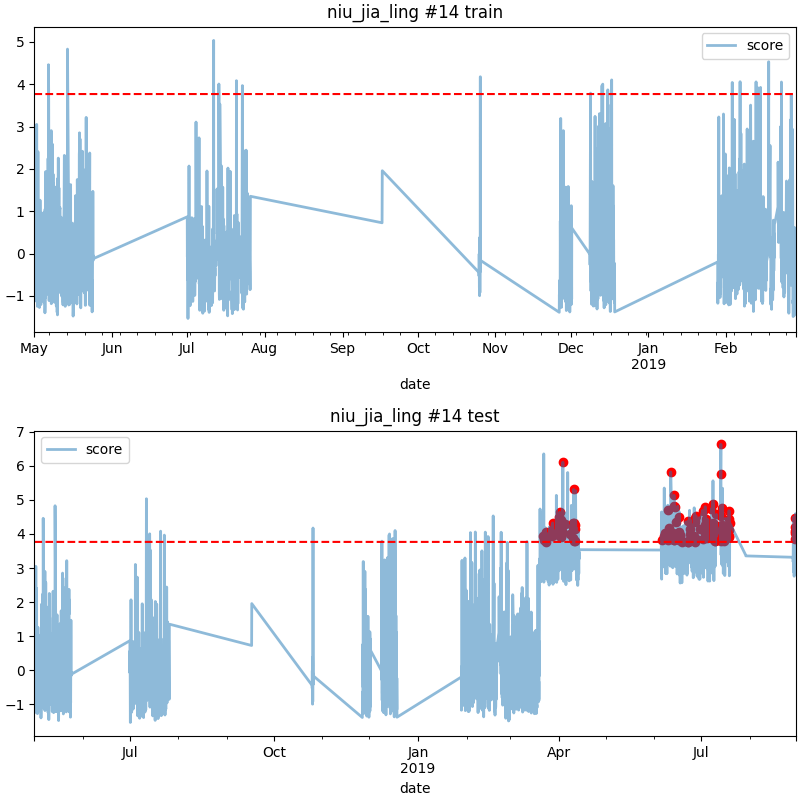 niu_jia_ling #14 train
score
5
4
3
2
1
0
−1
May Jun Jul Aug Sep Oct Nov Dec Jan Feb
2019
date
niu_jia_ling #14 test
score
7
6
5
4
3
2
1
0
−1
Jul Oct Jan Apr Jul
2019
date